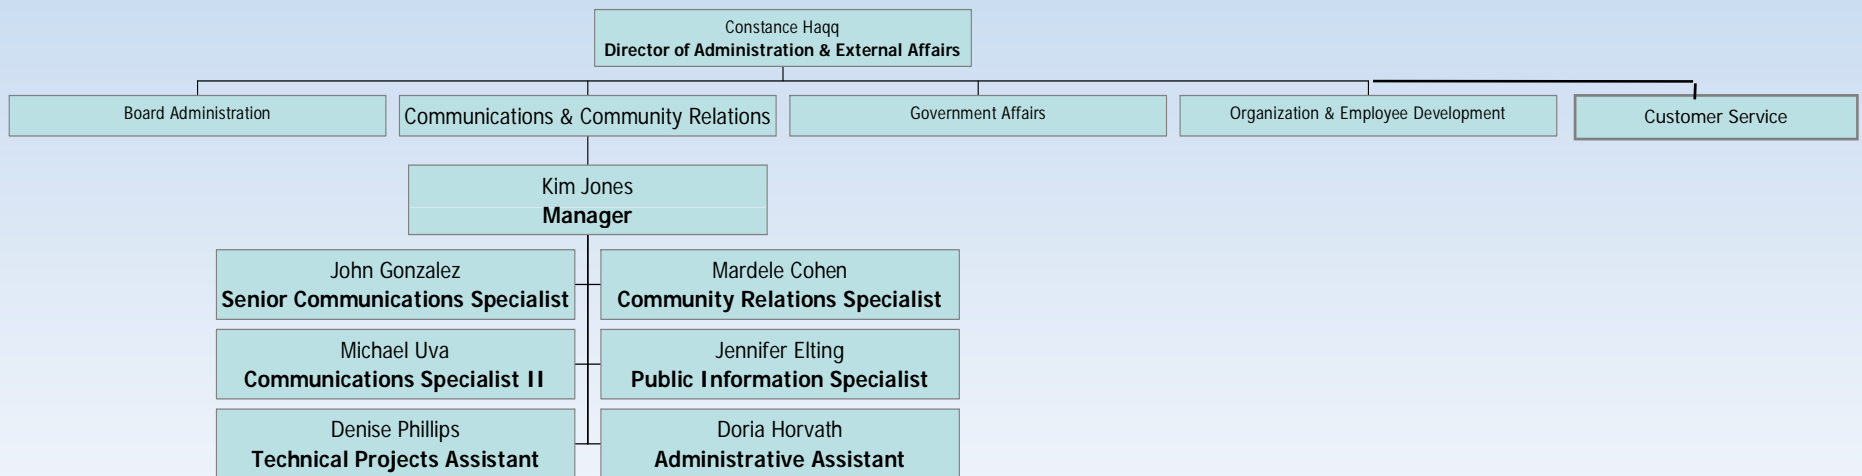 Constance Haqq
Director of Administration & External Affairs
Board Administration
Communications & Community Relations
Government Affairs
Organization & Employee Development
Customer Service
Kim Jones
Manager
John Gonzalez
Senior Communications Specialist
Mardele Cohen
Community Relations Specialist
Michael Uva
Communications Specialist II
Jennifer Elting
Public Information Specialist
Denise Phillips
Technical Projects Assistant
Doria Horvath
Administrative Assistant